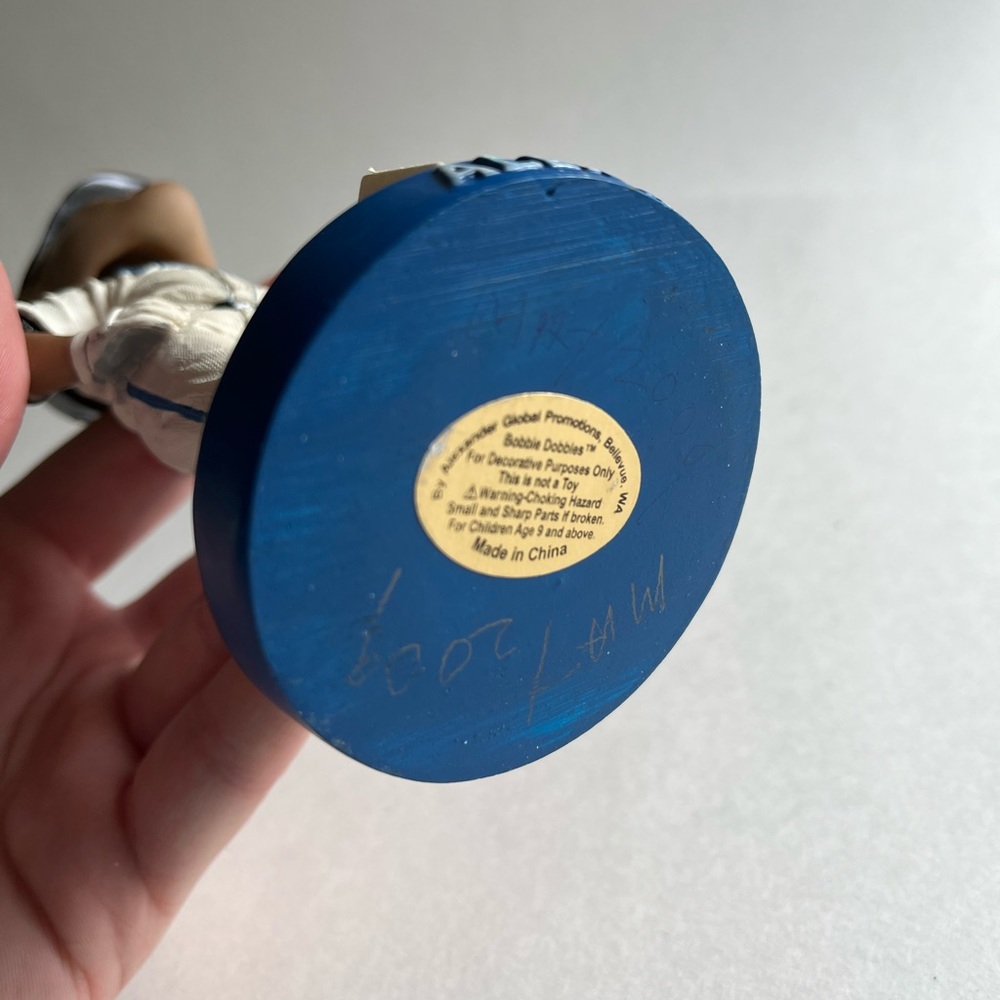 By Alexander Global Promotions, Bellevue, WA
Bobble Dobbles™
For Decorative Purposes Only
This is not a Toy
⚠Warning-Choking Hazard
Small and Sharp Parts if broken.
For Children Age 9 and above.
Made in China
MAY